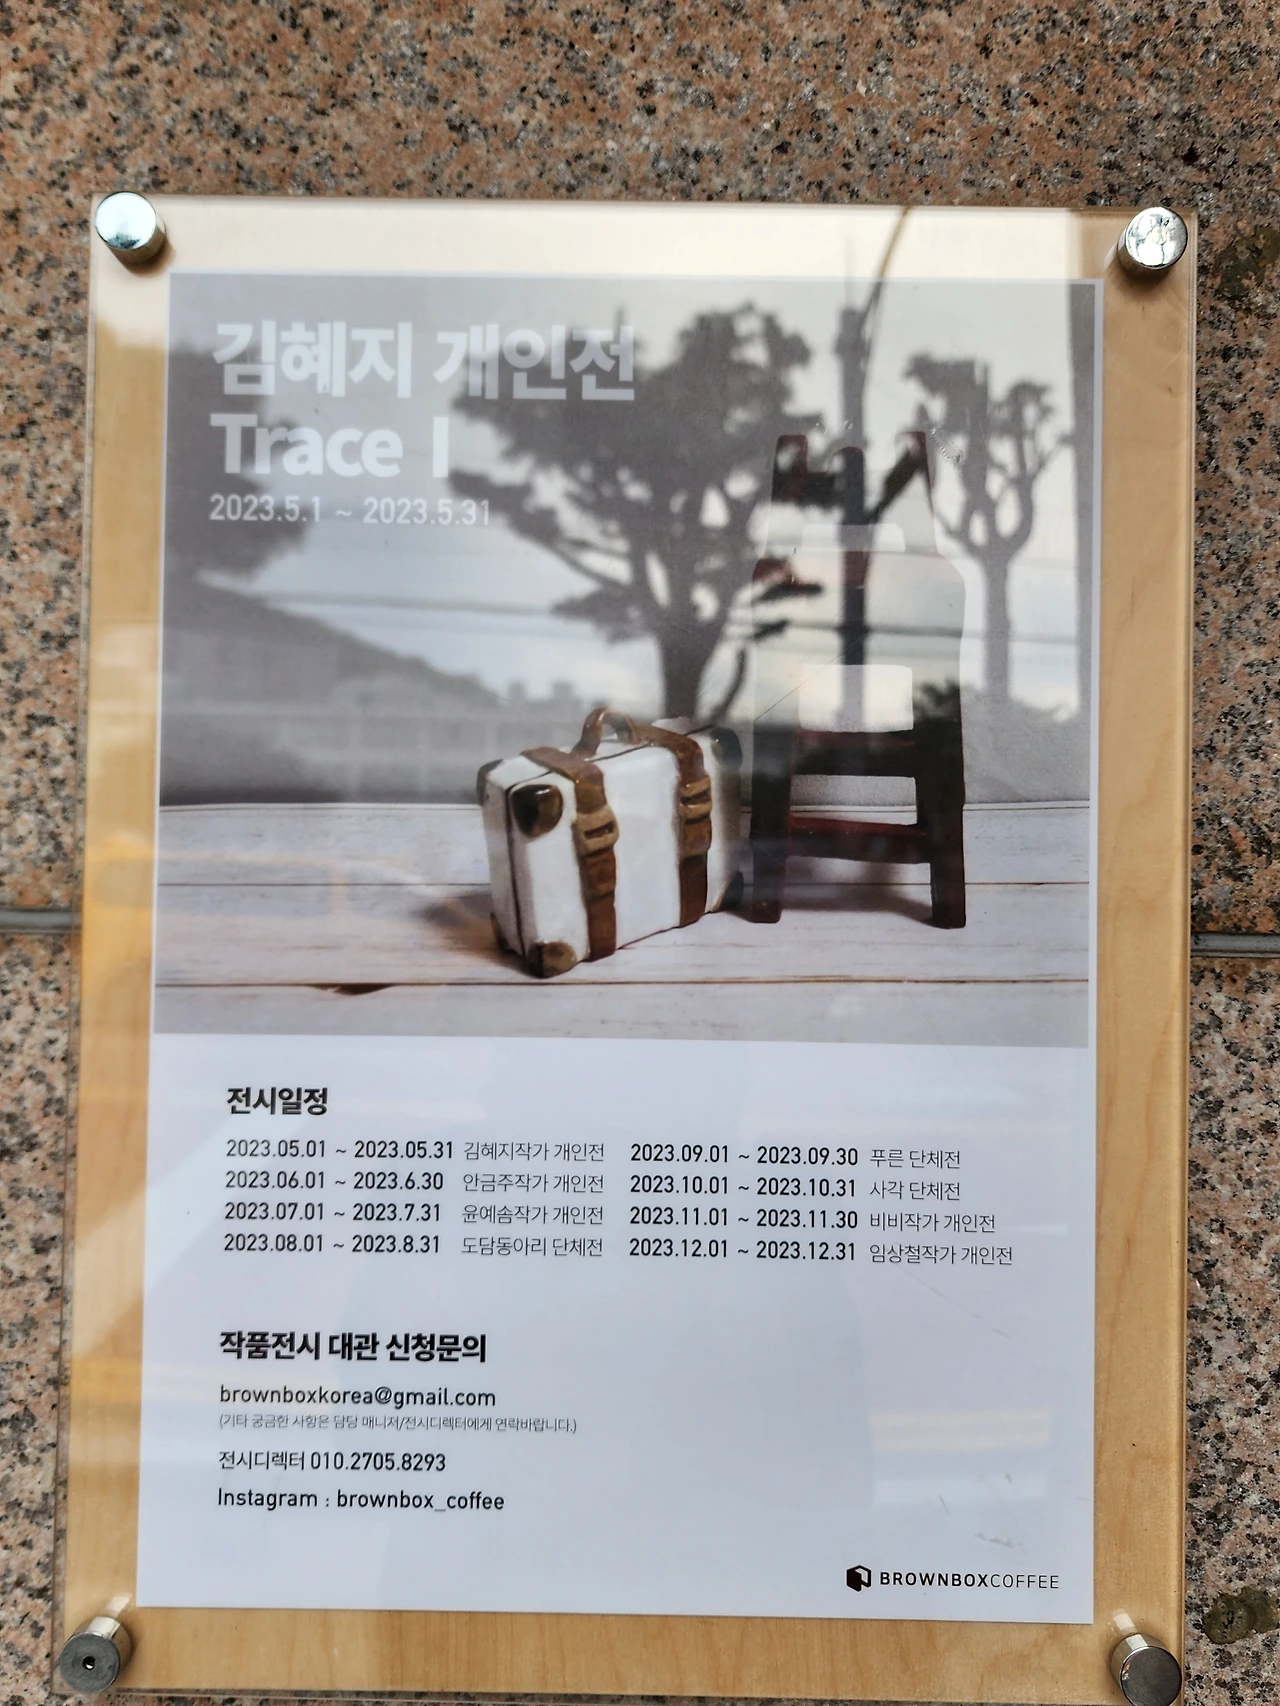 김혜지 개인전
Trace I
2023.5.1 ~ 2023.5.31
전시일정
2023.05.01 ~ 2023.05.31 김혜지작가 개인전
2023.06.01 ~ 2023.6.30 안금주작가 개인전
2023.07.01 ~ 2023.7.31 윤예솜작가 개인전
2023.08.01 ~ 2023.8.31 도담동아리 단체전
2023.09.01 ~ 2023.09.30 푸른 단체전
2023.10.01 ~ 2023.10.31 사각 단체전
2023.11.01 ~ 2023.11.30 비비작가 개인전
2023.12.01 ~ 2023.12.31 임상철작가 개인전
작품전시 대관 신청문의
brownboxkorea@gmail.com
(기타 궁금한 사항은 담당 매니저/전시디렉터에게 연락바랍니다.)
전시디렉터 010.2705.8293
Instagram : brownbox_coffee
BROWNBOXCOFFEE